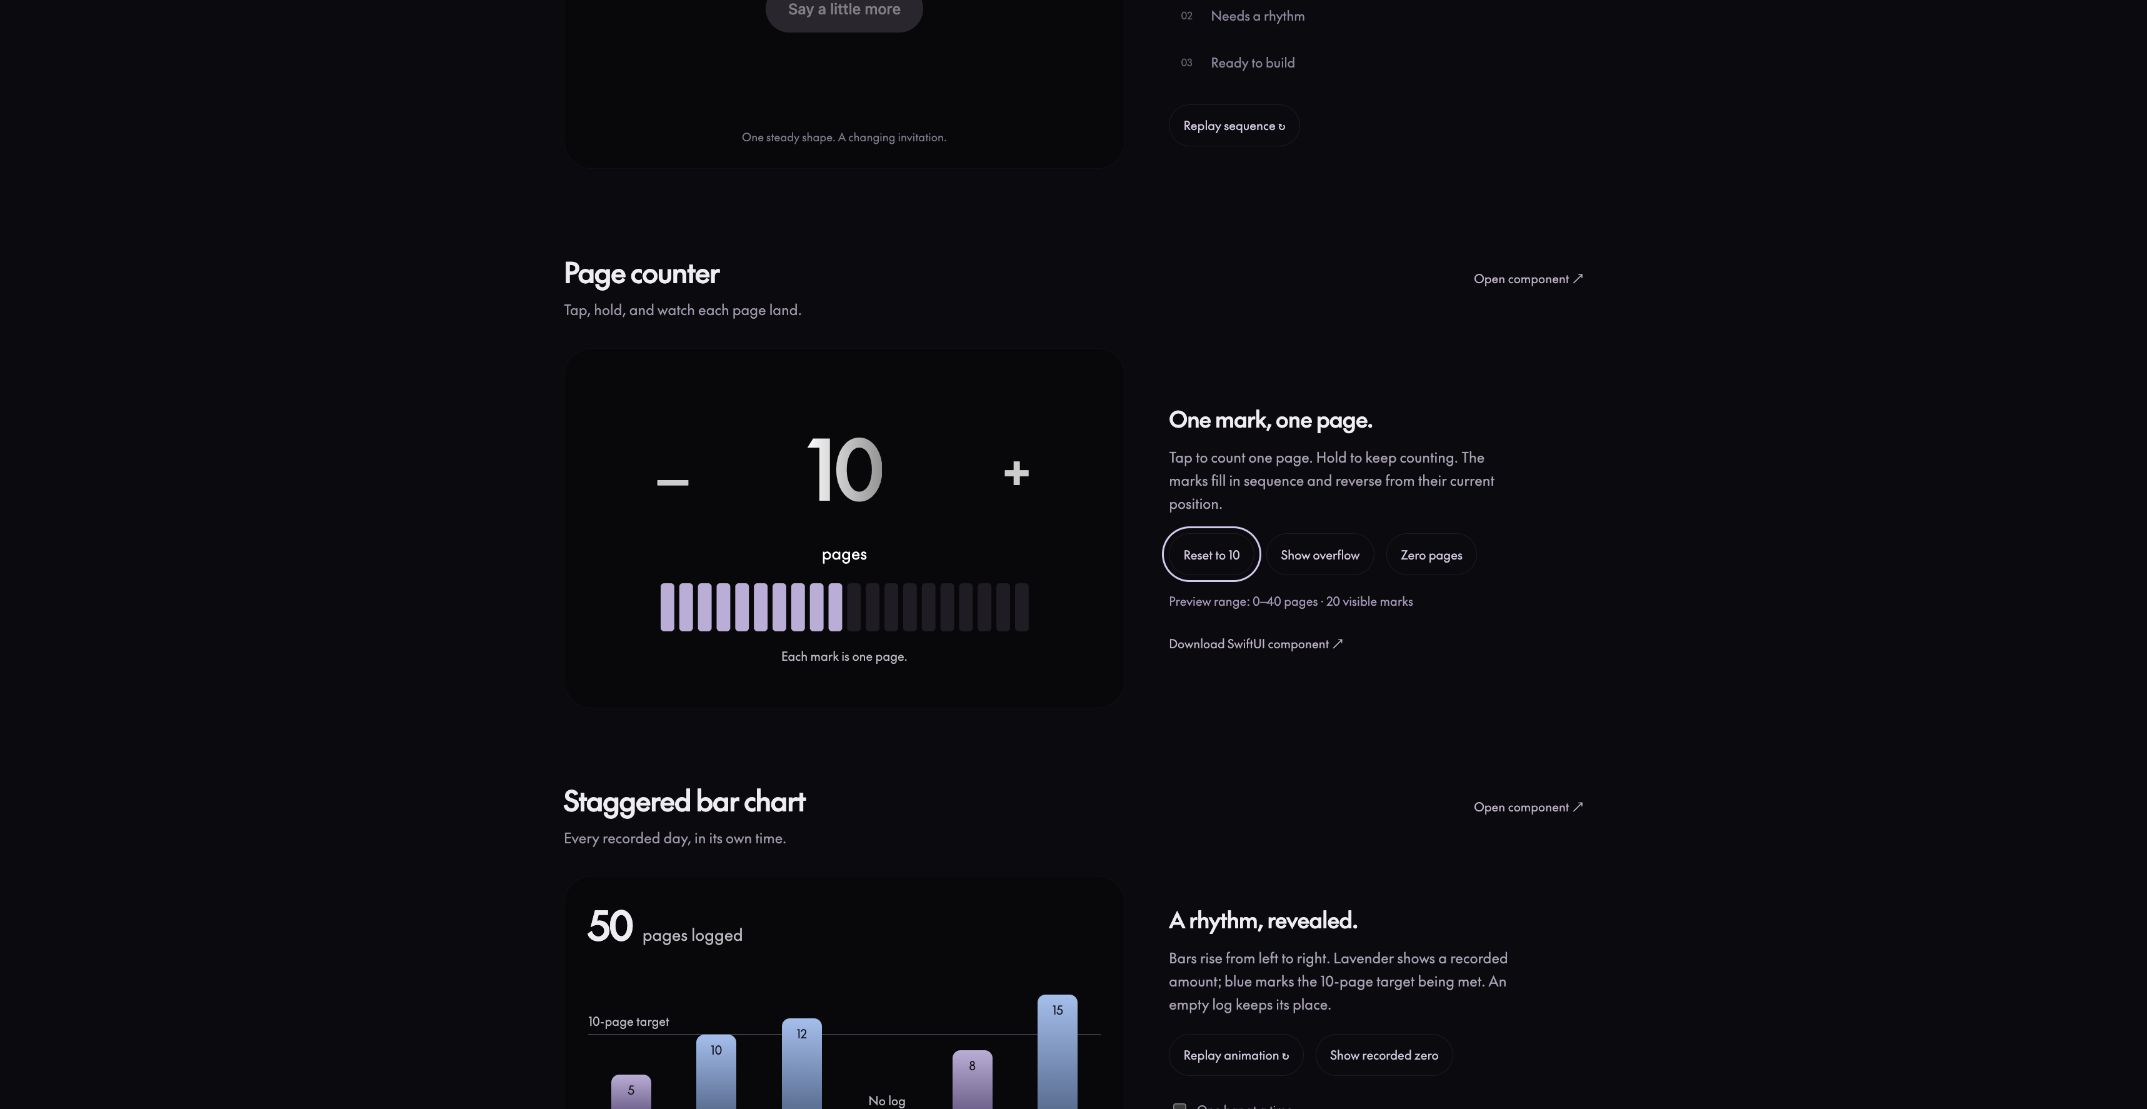 Say a little more
One steady shape. A changing invitation.
02 Needs a rhythm
03 Ready to build
Replay sequence ↻
Page counter
Open component ↗
Tap, hold, and watch each page land.
– 10 +
pages
Each mark is one page.
One mark, one page.
Tap to count one page. Hold to keep counting. The
marks fill in sequence and reverse from their current
position.
Reset to 10
Show overflow
Zero pages
Preview range: 0–40 pages · 20 visible marks
Download SwiftUI component ↗
Staggered bar chart
Open component ↗
Every recorded day, in its own time.
50 pages logged
10-page target
5
10
12
No log
8
15
A rhythm, revealed.
Bars rise from left to right. Lavender shows a recorded
amount; blue marks the 10-page target being met. An
empty log keeps its place.
Replay animation ↻
Show recorded zero